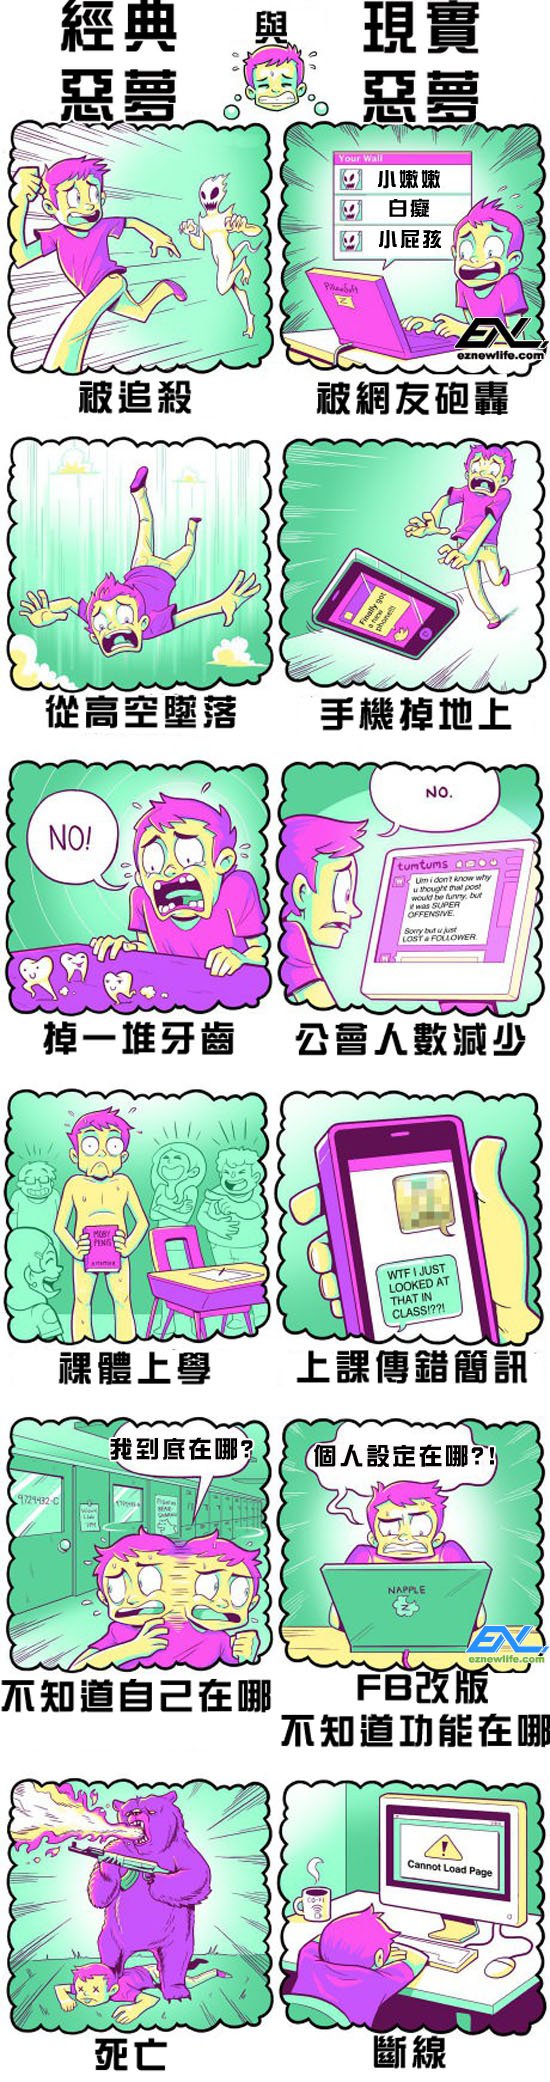 經典 與 現實
惡夢 惡夢
Your Wall
小嫩嫩
白癡
小屁孩
PillowSoft
Z
EZNL
eznewlife.com
被追殺
被網友砲轟
Finally got
a new
phone!!!
從高空墜落
手機掉地上
NO!
NO.
tumtums
Um i don't know why
u thought that post
would be funny, but
it was SUPER
OFFENSIVE.
Sorry but u just
LOST a FOLLOWER.
掉一堆牙齒
公會人數減少
MOBY
PENIS
WTF I JUST
LOOKED AT
THAT IN
CLASS!??!
裸體上學
上課傳錯簡訊
我到底在哪?
9729432-C
個人設定在哪?!
NAPPLE
Z
EZNL
eznewlife.com
不知道自己在哪
FB改版
不知道功能在哪
Cannot Load Page
死亡
斷線